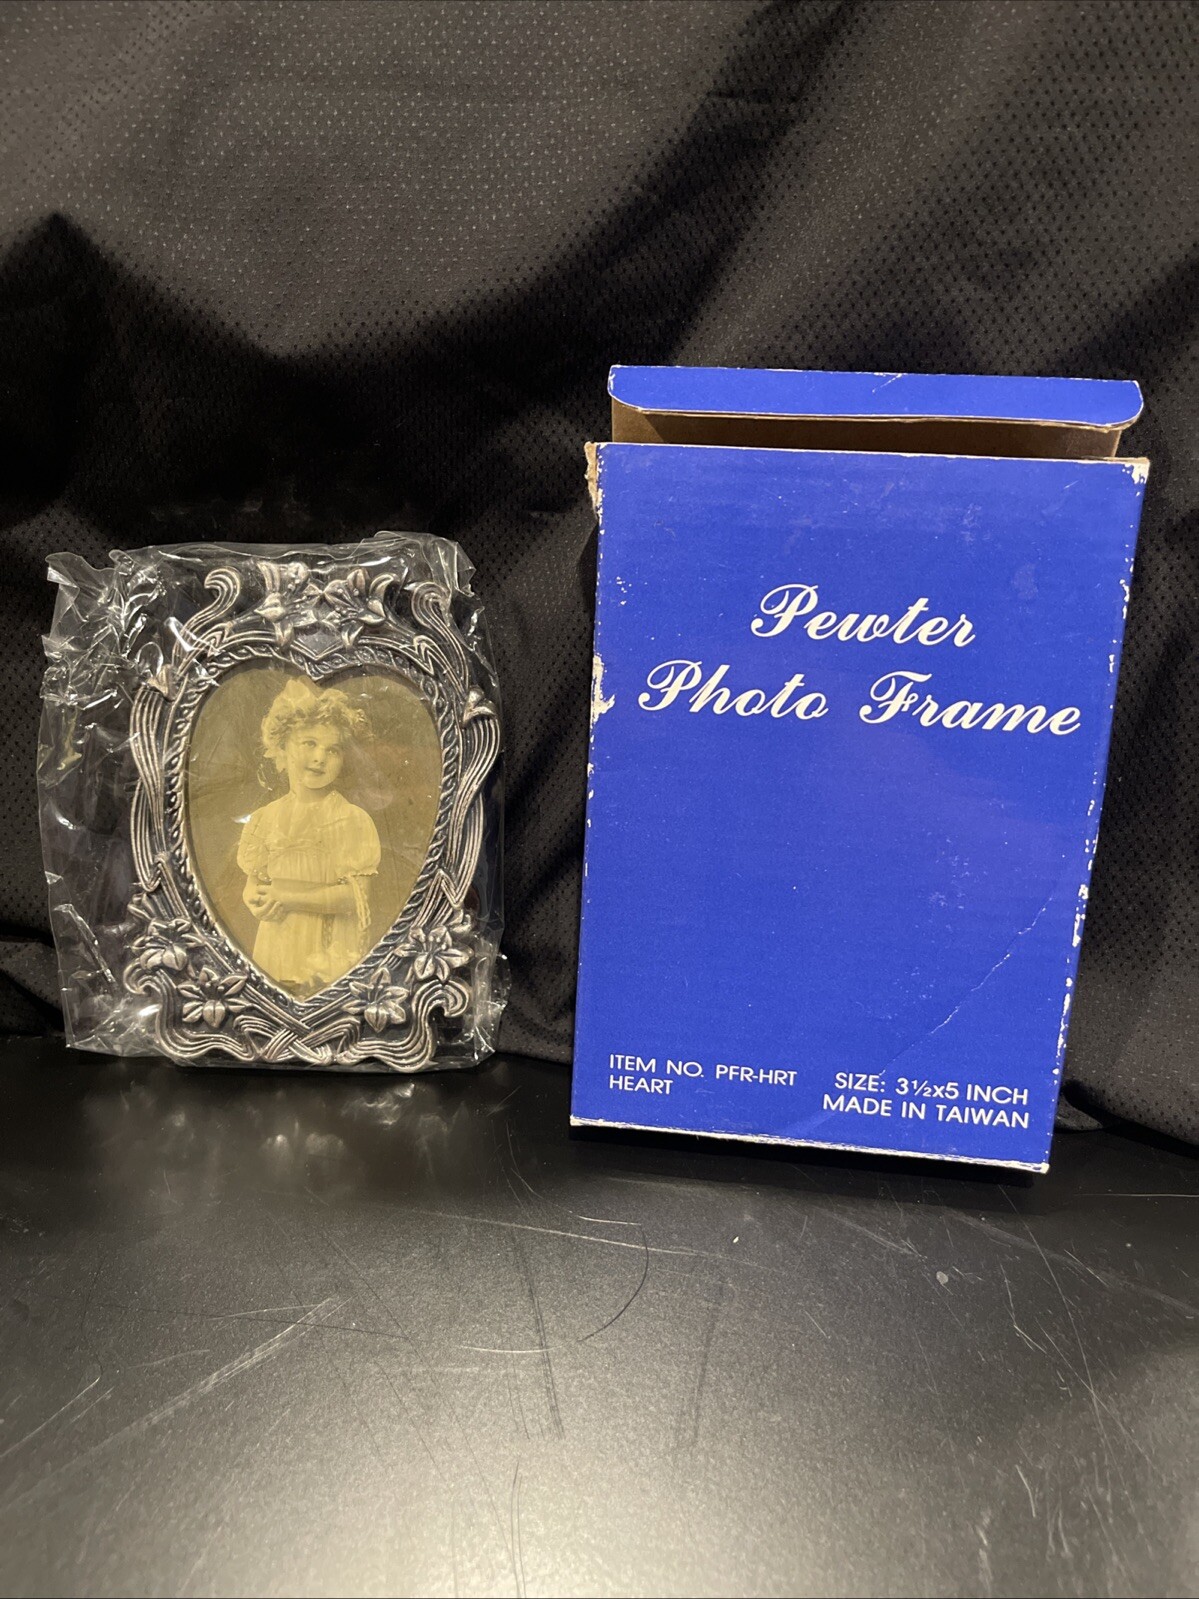 Pewter
Photo Frame
ITEM NO. PFR-HRT
HEART
SIZE: 3½x5 INCH
MADE IN TAIWAN